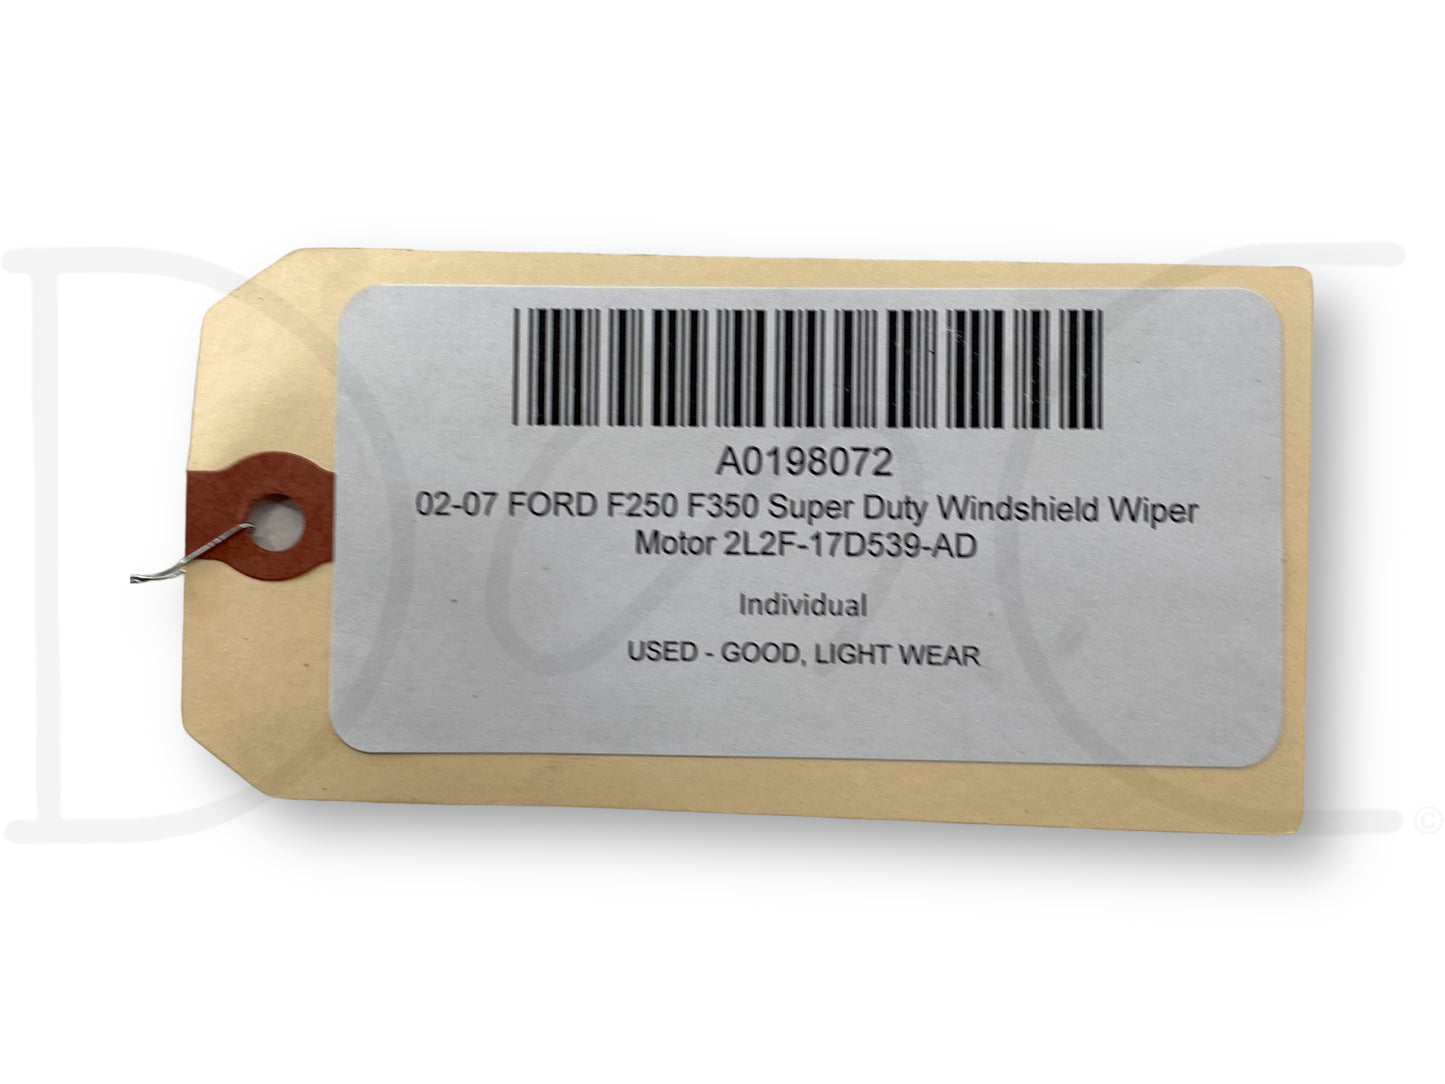 A0198072
02-07 FORD F250 F350 Super Duty Windshield Wiper
Motor 2L2F-17D539-AD
Individual
USED - GOOD, LIGHT WEAR
©